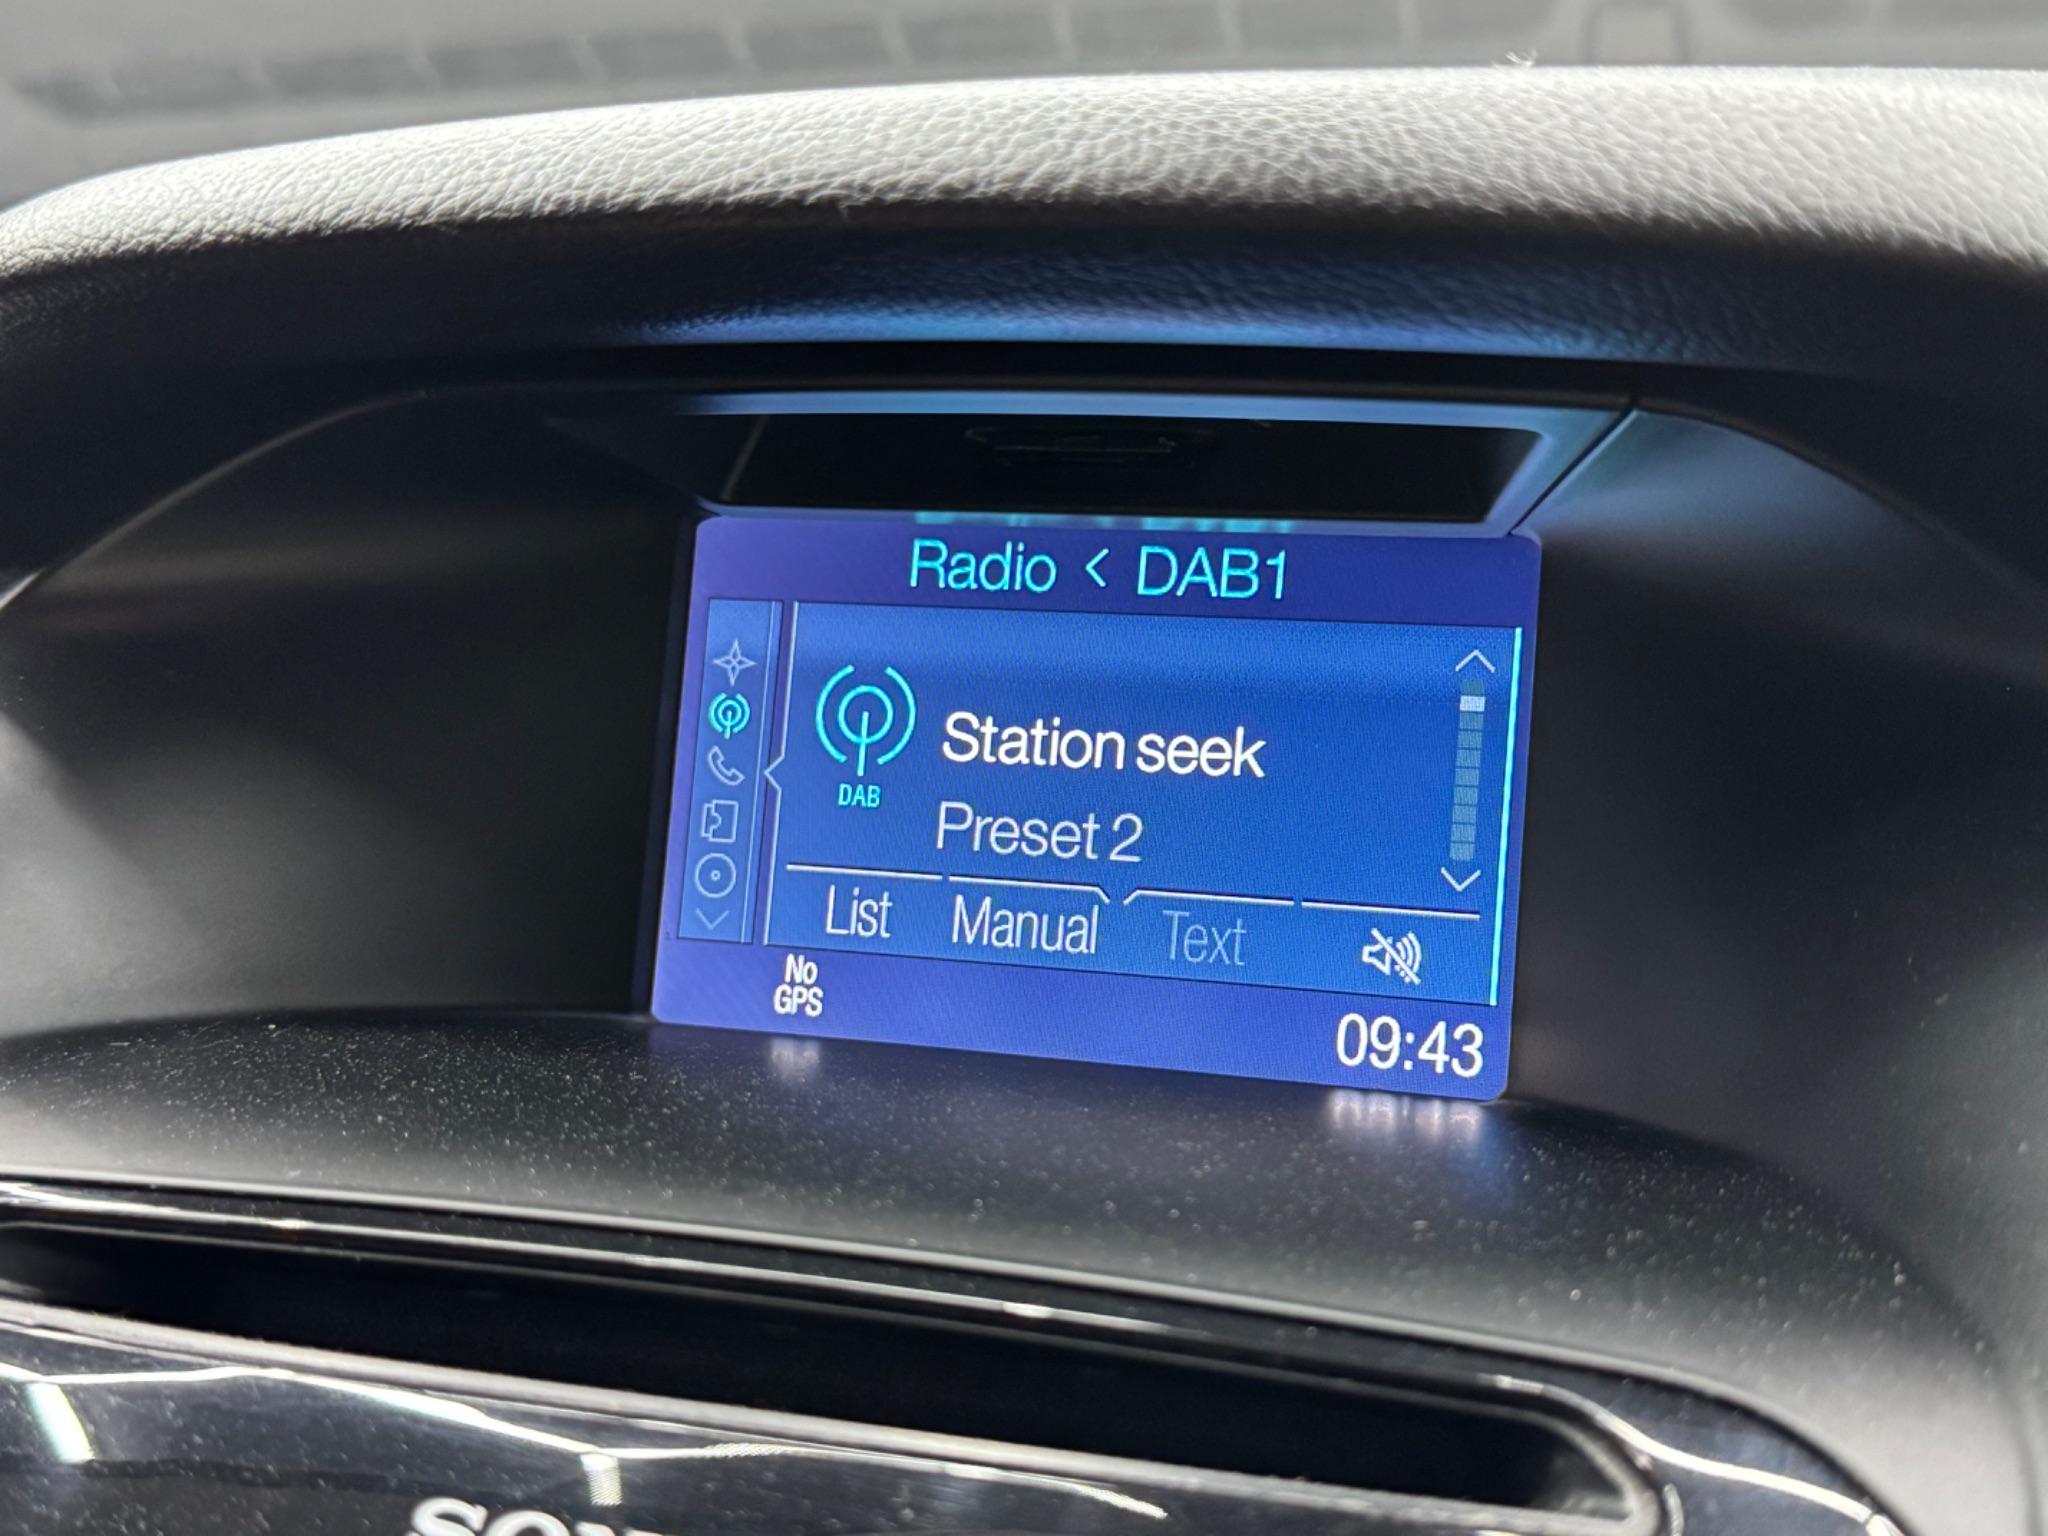 Radio < DAB1
DAB
Station seek
Preset 2
List Manual Text
No
GPS
09:43